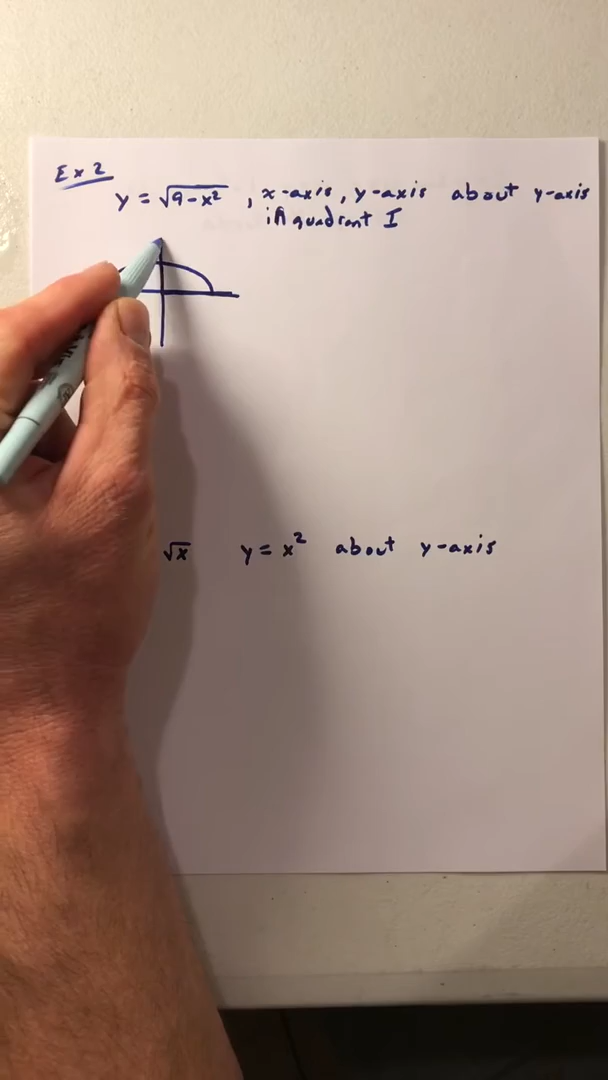 Ex 2
y = √9-x² , x-axis, y-axis about y-axis
in quadrant I
√x y = x² about y-axis